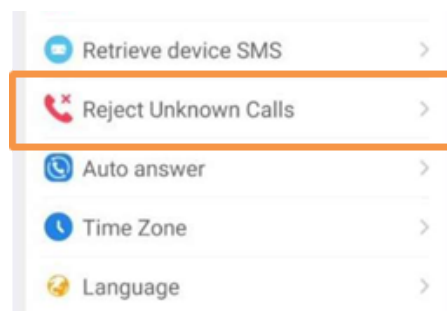 Retrieve device SMS
Reject Unknown Calls
Auto answer
Time Zone
Language